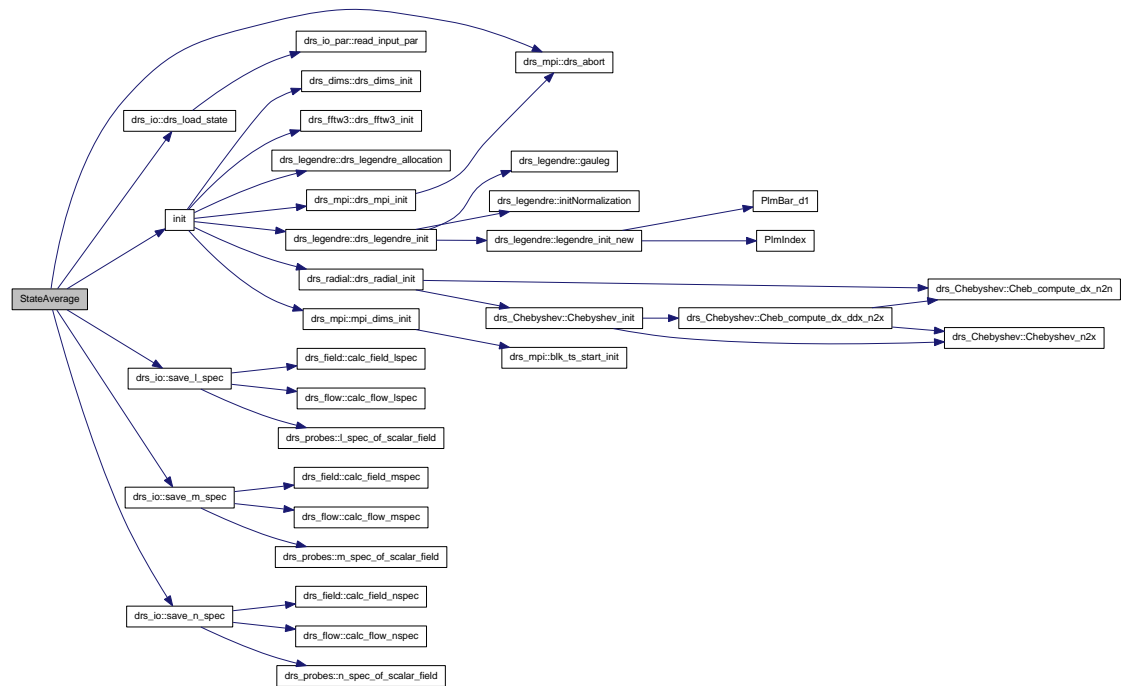 drs_io_par::read_input_par
drs_mpi::drs_abort
drs_dims::drs_dims_init
drs_io::drs_load_state
drs_fftw3::drs_fftw3_init
drs_legendre::drs_legendre_allocation
drs_legendre::gauleg
drs_mpi::drs_mpi_init
drs_legendre::initNormalization
PlmBar_d1
init
drs_legendre::drs_legendre_init
drs_legendre::legendre_init_new
PlmIndex
drs_radial::drs_radial_init
drs_Chebyshev::Cheb_compute_dx_n2n
StateAverage
drs_mpi::mpi_dims_init
drs_Chebyshev::Chebyshev_init
drs_Chebyshev::Cheb_compute_dx_ddx_n2x
drs_Chebyshev::Chebyshev_n2x
drs_mpi::blk_ts_start_init
drs_field::calc_field_lspec
drs_io::save_l_spec
drs_flow::calc_flow_lspec
drs_probes::l_spec_of_scalar_field
drs_field::calc_field_mspec
drs_io::save_m_spec
drs_flow::calc_flow_mspec
drs_probes::m_spec_of_scalar_field
drs_field::calc_field_nspec
drs_io::save_n_spec
drs_flow::calc_flow_nspec
drs_probes::n_spec_of_scalar_field